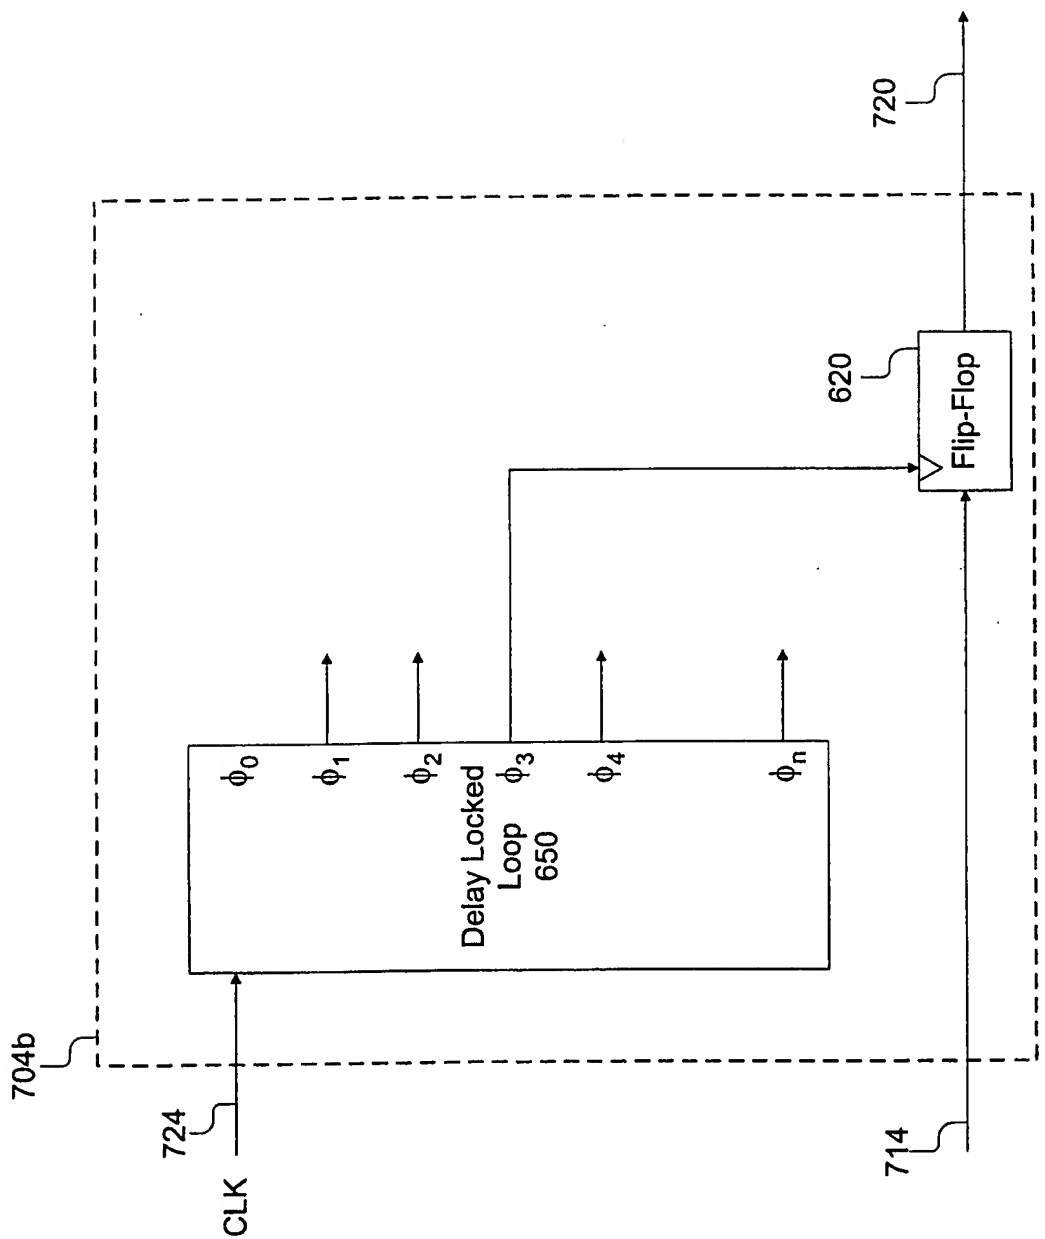 704b
724
CLK
ϕ0
ϕ1
ϕ2
ϕ3
ϕ4
ϕn
Delay Locked
Loop
650
620
Flip-Flop
714
720